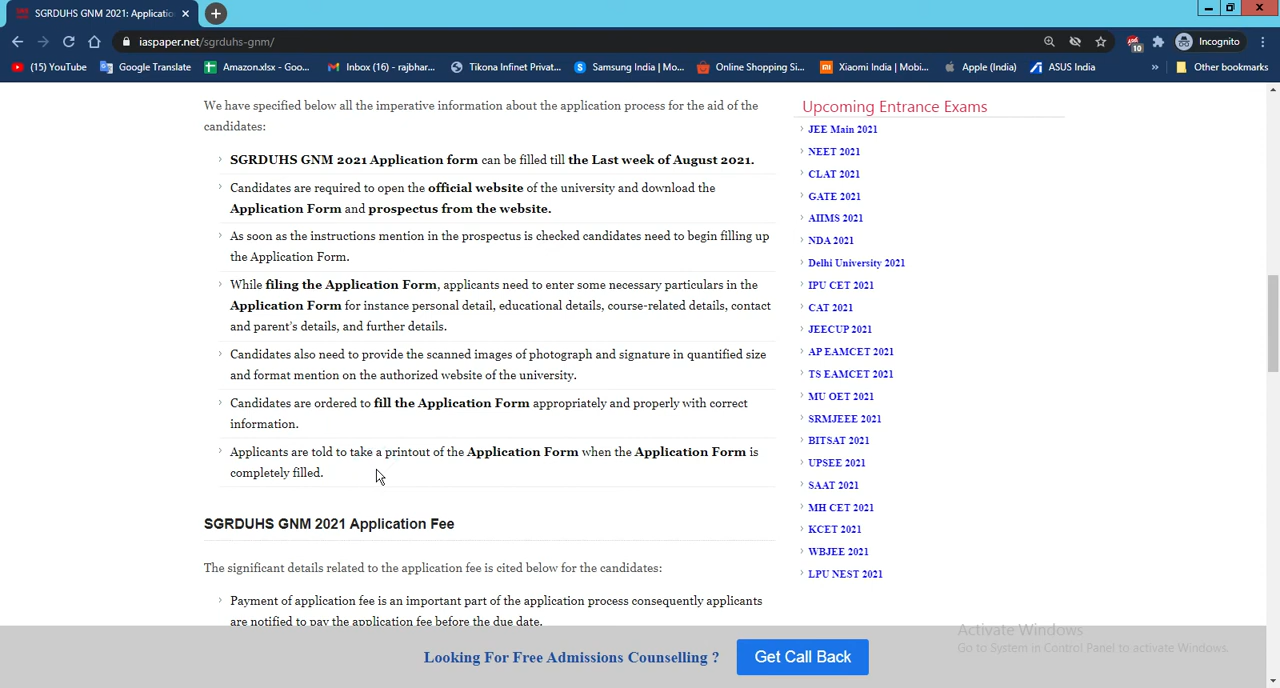 SGRDUHS GNM 2021: Applicatio
iaspaper.net/sgrduhs-gnm/
10
Incognito
(15) YouTube
Google Translate
Amazon.xlsx - Goo...
Inbox (16) - rajbhar...
Tikona Infinet Privat...
Samsung India | Mo...
Online Shopping Si...
Xiaomi India | Mobi...
Apple (India)
ASUS India
»
Other bookmarks
We have specified below all the imperative information about the application process for the aid of the
candidates:
SGRDUHS GNM 2021 Application form can be filled till the Last week of August 2021.
Candidates are required to open the official website of the university and download the
Application Form and prospectus from the website.
As soon as the instructions mention in the prospectus is checked candidates need to begin filling up
the Application Form.
While filing the Application Form, applicants need to enter some necessary particulars in the
Application Form for instance personal detail, educational details, course-related details, contact
and parent's details, and further details.
Candidates also need to provide the scanned images of photograph and signature in quantified size
and format mention on the authorized website of the university.
Candidates are ordered to fill the Application Form appropriately and properly with correct
information.
Applicants are told to take a printout of the Application Form when the Application Form is
completely filled.
SGRDUHS GNM 2021 Application Fee
The significant details related to the application fee is cited below for the candidates:
Payment of application fee is an important part of the application process consequently applicants
are notified to pay the application fee before the due date.
Upcoming Entrance Exams
JEE Main 2021
NEET 2021
CLAT 2021
GATE 2021
AIIMS 2021
NDA 2021
Delhi University 2021
IPU CET 2021
CAT 2021
JEECUP 2021
AP EAMCET 2021
TS EAMCET 2021
MU OET 2021
SRMJEEE 2021
BITSAT 2021
UPSEE 2021
SAAT 2021
MH CET 2021
KCET 2021
WBJEE 2021
LPU NEST 2021
Activate Windows
Go to System in Control Panel to activate Windows.
Looking For Free Admissions Counselling ?
Get Call Back